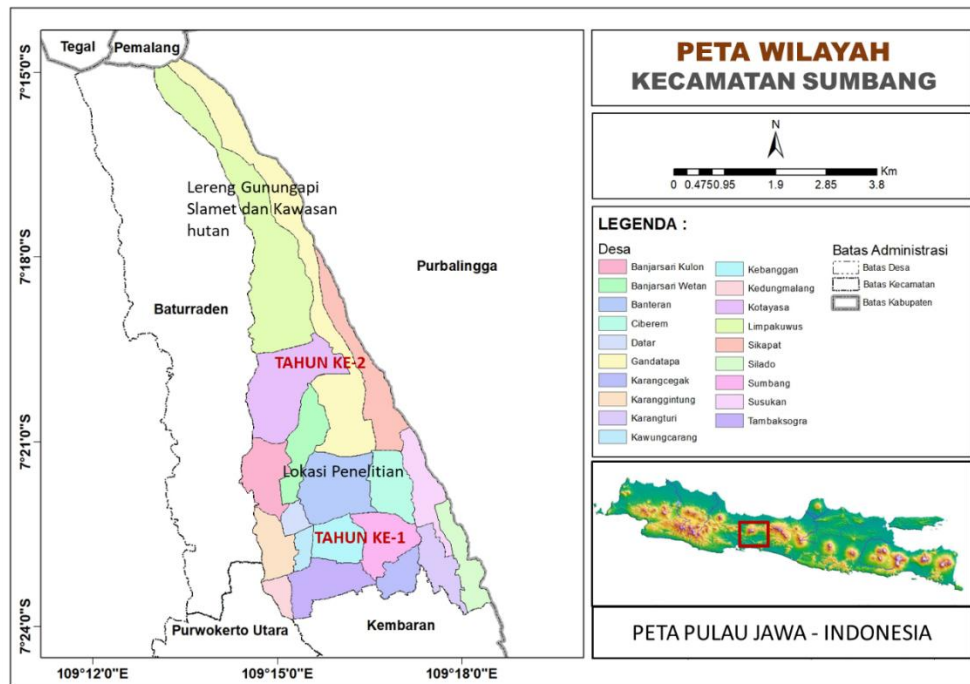 Tegal
Pemalang
7°15'0"S
7°18'0"S
7°21'0"S
7°24'0"S
Lereng Gunungapi
Slamet dan Kawasan
hutan
Purbalingga
Baturraden
TAHUN KE-2
Lokasi Penelitian
TAHUN KE-1
Purwokerto Utara
Kembaran
109°12'0"E
109°15'0"E
109°18'0"E
PETA WILAYAH
KECAMATAN SUMBANG
N
Km
0 0.475 0.95 1.9 2.85 3.8
LEGENDA :
Desa
Banjarsari Kulon
Banjarsari Wetan
Banteran
Ciberem
Datar
Gandatapa
Karangcegak
Karanggintung
Karangturi
Kawungcarang
Kebanggan
Kedungmalang
Kotayasa
Limpakuwus
Sikapat
Silado
Sumbang
Susukan
Tambaksogra
Batas Administrasi
Batas Desa
Batas Kecamatan
Batas Kabupaten
PETA PULAU JAWA - INDONESIA